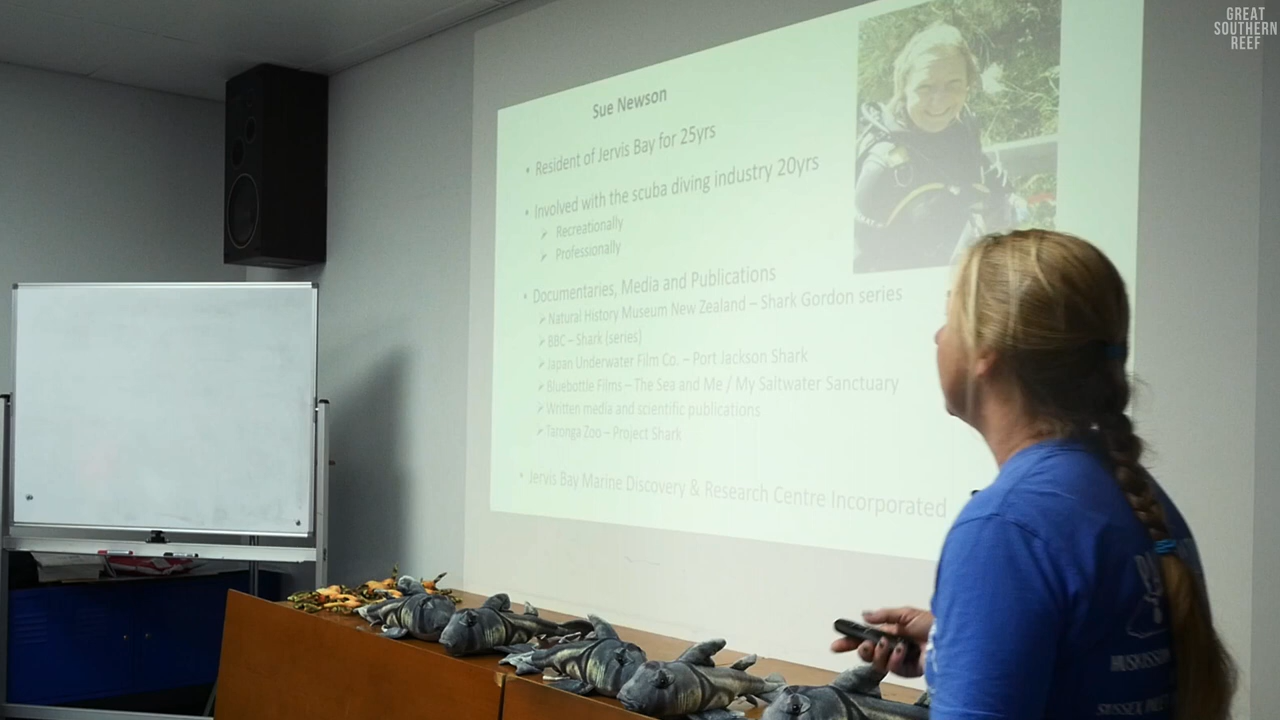 GREAT
SOUTHERN
REEF
Sue Newson
• Resident of Jervis Bay for 25yrs
• Involved with the scuba diving industry 20yrs
➢ Recreationally
➢ Professionally
• Documentaries, Media and Publications
➢ Natural History Museum New Zealand – Shark Gordon series
➢ BBC – Shark (series)
➢ Japan Underwater Film Co. – Port Jackson Shark
➢ Bluebottle Films – The Sea and Me / My Saltwater Sanctuary
➢ Written media and scientific publications
➢ Taronga Zoo – Project Shark
• Jervis Bay Marine Discovery & Research Centre Incorporated